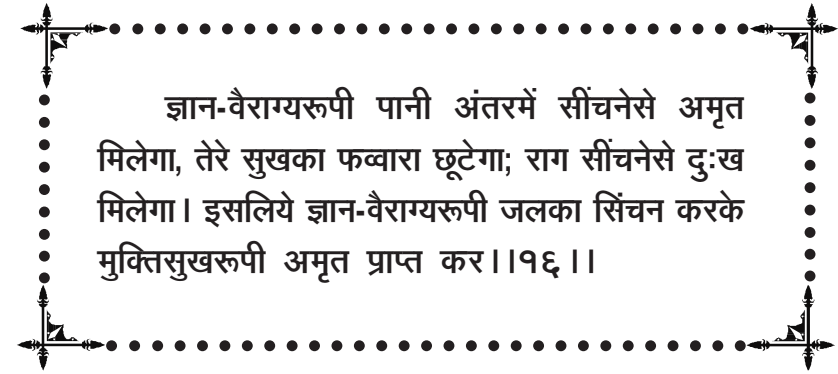 ज्ञान-वैराग्यरूपी पानी अंतरमें सींचनेसे अमृत
मिलेगा, तेरे सुखका फव्वारा छूटेगा; राग सींचनेसे दुःख
मिलेगा। इसलिये ज्ञान-वैराग्यरूपी जलका सिंचन करके
मुक्तिसुखरूपी अमृत प्राप्त कर।।१६।।